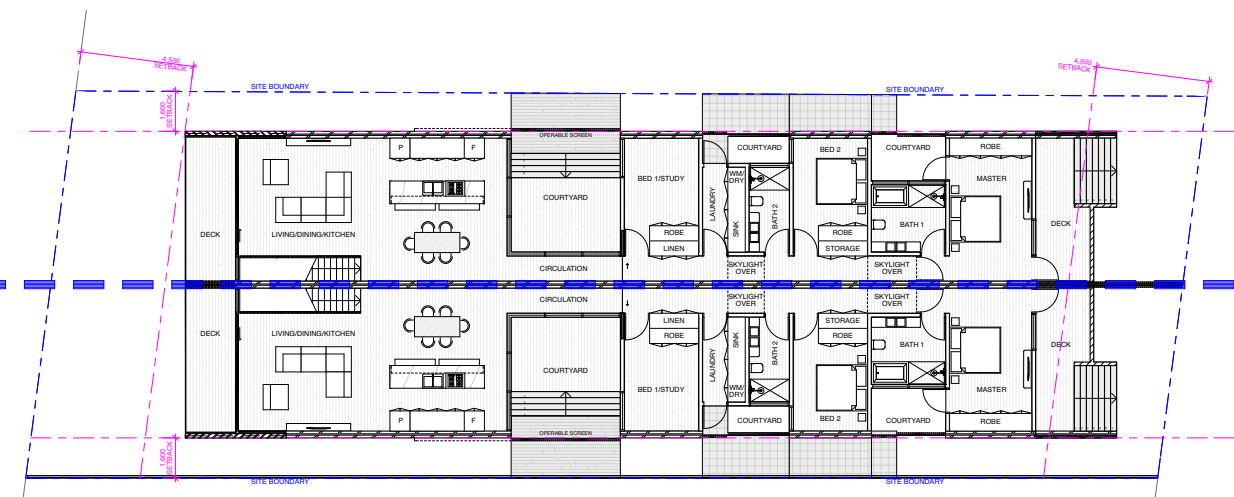 4,500
SETBACK
4,500
SETBACK
SITE BOUNDARY
SITE BOUNDARY
1,600
SETBACK
OPERABLE SCREEN
P
F
COURTYARD
BED 2
COURTYARD
ROBE
BED 1/STUDY
WM/
DRY
MASTER
COURTYARD
LAUNDRY
SINK
BATH 2
BATH 1
DECK
LIVING/DINING/KITCHEN
ROBE
ROBE
DECK
LINEN
STORAGE
CIRCULATION
SKYLIGHT
OVER
SKYLIGHT
OVER
CIRCULATION
SKYLIGHT
OVER
SKYLIGHT
OVER
DECK
LIVING/DINING/KITCHEN
LINEN
STORAGE
ROBE
ROBE
SINK
BATH 2
BATH 1
DECK
COURTYARD
LAUNDRY
BED 1/STUDY
WM/
DRY
MASTER
P
F
COURTYARD
BED 2
COURTYARD
ROBE
OPERABLE SCREEN
1,600
SETBACK
SITE BOUNDARY
SITE BOUNDARY